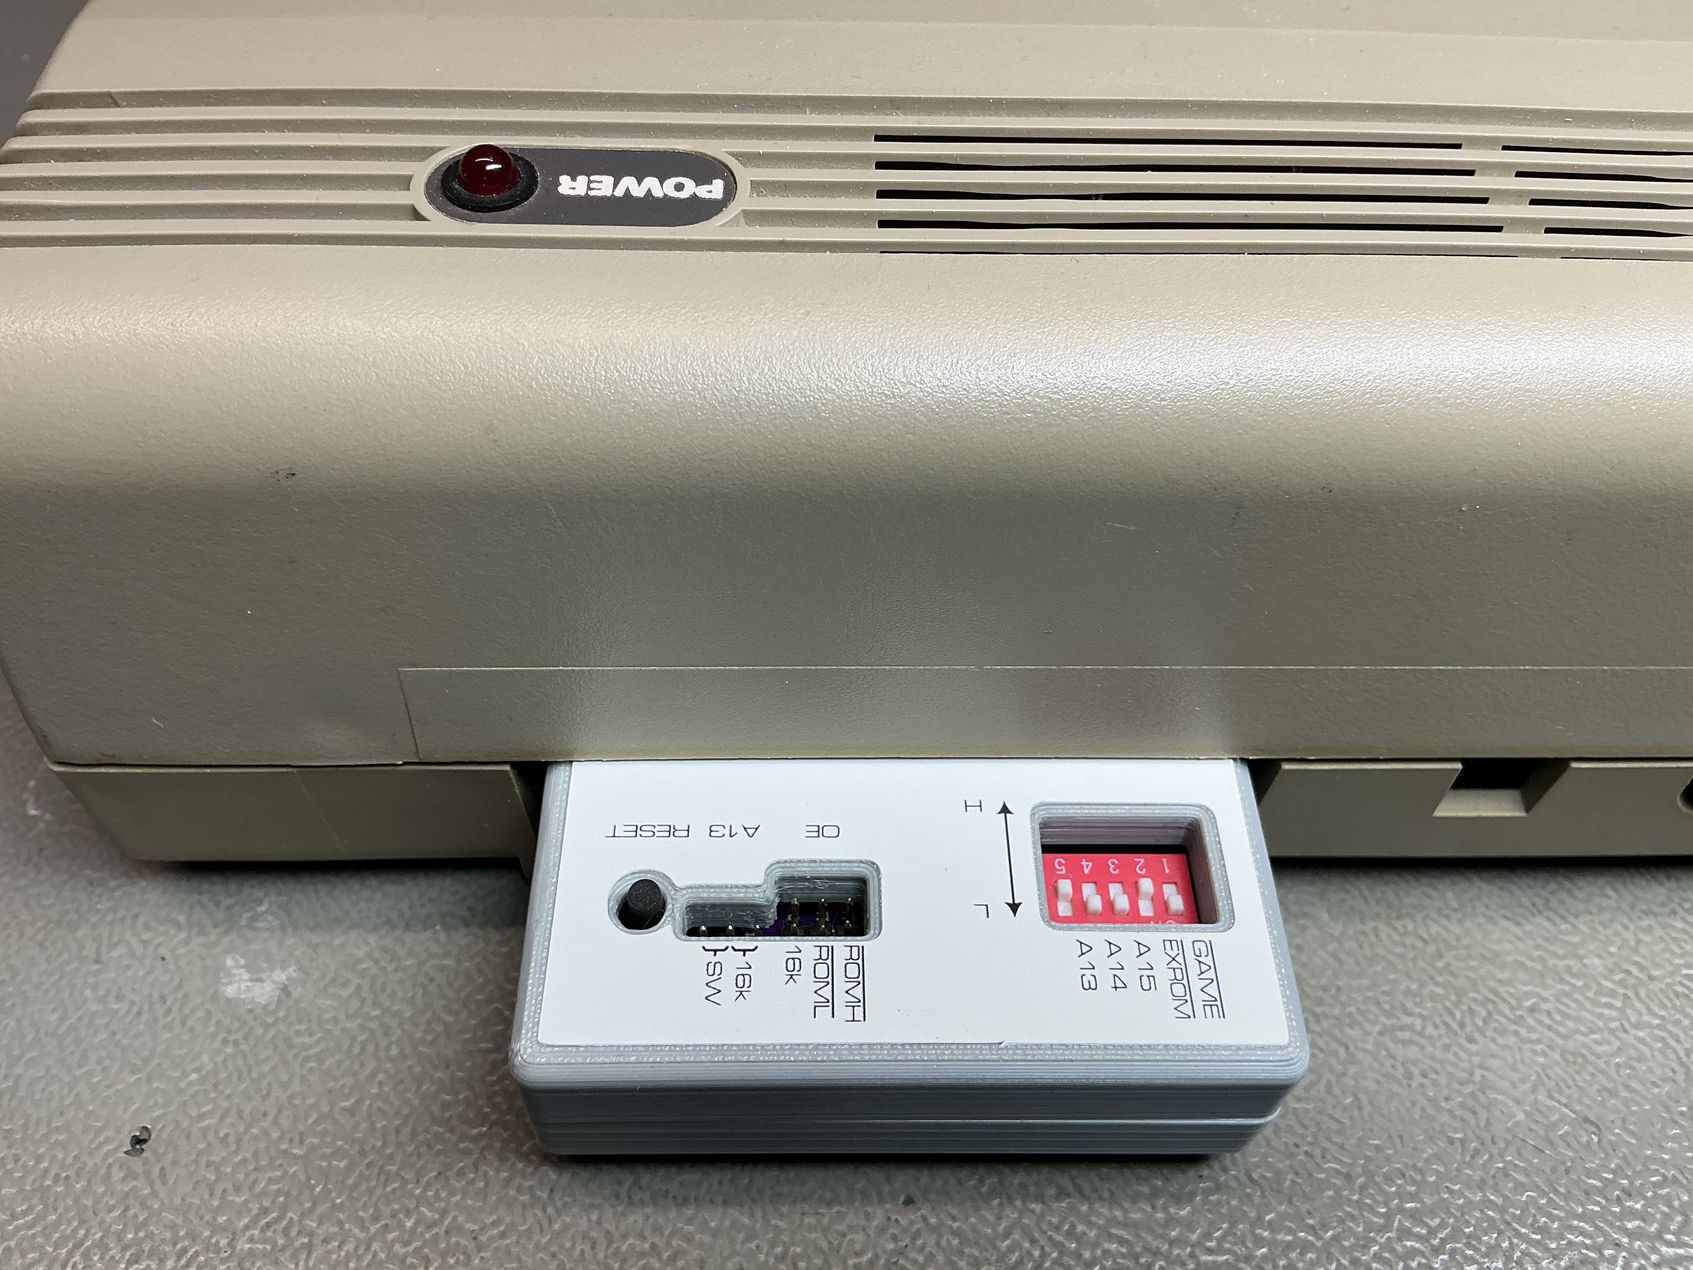 POWER
H
L
1 2 3 4 5
GAME
EXROM
A15
A14
A13
OE A13 RESET
ROMH
ROML
16k
16k
SW